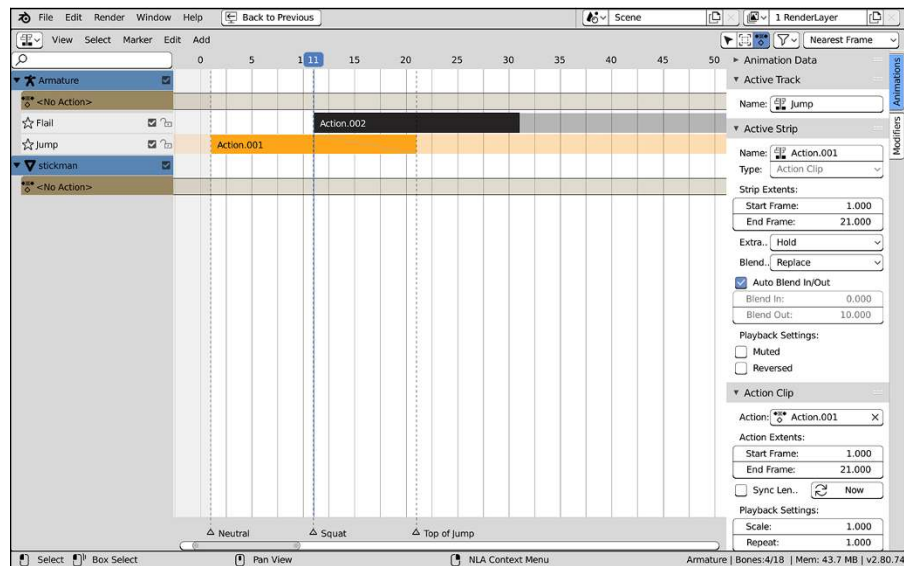 File Edit Render Window Help Back to Previous Scene 1 RenderLayer
View Select Marker Edit Add Nearest Frame
0 5 1 11 15 20 25 30 35 40 45 50
Armature
<No Action>
Flail
Jump
stickman
<No Action>
Action.002
Action.001
Neutral Squat Top of Jump
Animation Data
Active Track
Name: Jump
Active Strip
Name: Action.001
Type: Action Clip
Strip Extents:
Start Frame: 1.000
End Frame: 21.000
Extra.. Hold
Blend.. Replace
Auto Blend In/Out
Blend In: 0.000
Blend Out: 10.000
Playback Settings:
Muted
Reversed
Action Clip
Action: Action.001
Action Extents:
Start Frame: 1.000
End Frame: 21.000
Sync Len.. Now
Playback Settings:
Scale: 1.000
Repeat: 1.000
Animations
Modifiers
Select Box Select Pan View NLA Context Menu Armature | Bones:4/18 | Mem: 43.7 MB | v2.80.74